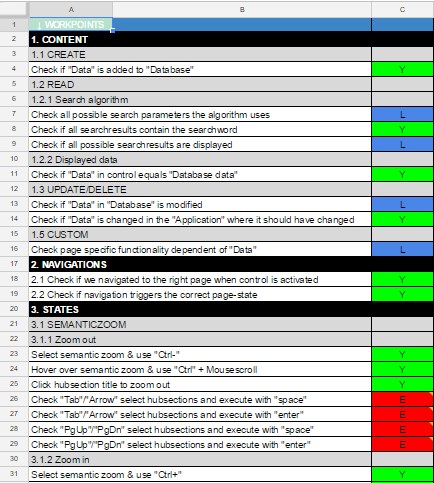 A B C
1 ↓ WORKPOINTS
2 1. CONTENT
3 1.1 CREATE
4 Check if "Data" is added to "Database" Y
5 1.2 READ
6 1.2.1 Search algorithm
7 Check all possible search parameters the algorithm uses L
8 Check if all searchresults contain the searchword Y
9 Check if all possible searchresults are displayed L
10 1.2.2 Displayed data
11 Check if "Data" in control equals "Database data" Y
12 1.3 UPDATE/DELETE
13 Check if "Data" in "Database" is modified L
14 Check if "Data" is changed in the "Application" where it should have changed Y
15 1.5 CUSTOM
16 Check page specific functionality dependent of "Data" L
17 2. NAVIGATIONS
18 2.1 Check if we navigated to the right page when control is activated Y
19 2.2 Check if navigation triggers the correct page-state Y
20 3. STATES
21 3.1 SEMANTICZOOM
22 3.1.1 Zoom out
23 Select semantic zoom & use "Ctrl-" Y
24 Hover over semantic zoom & use "Ctrl" + Mousescroll Y
25 Click hubsection title to zoom out Y
26 Check "Tab"/"Arrow" select hubsections and execute with "space" E
27 Check "Tab"/"Arrow" select hubsections and execute with "enter" E
28 Check "PgUp"/"PgDn" select hubsections and execute with "space" E
29 Check "PgUp"/"PgDn" select hubsections and execute with "enter" E
30 3.1.2 Zoom in
31 Select semantic zoom & use "Ctrl+" Y